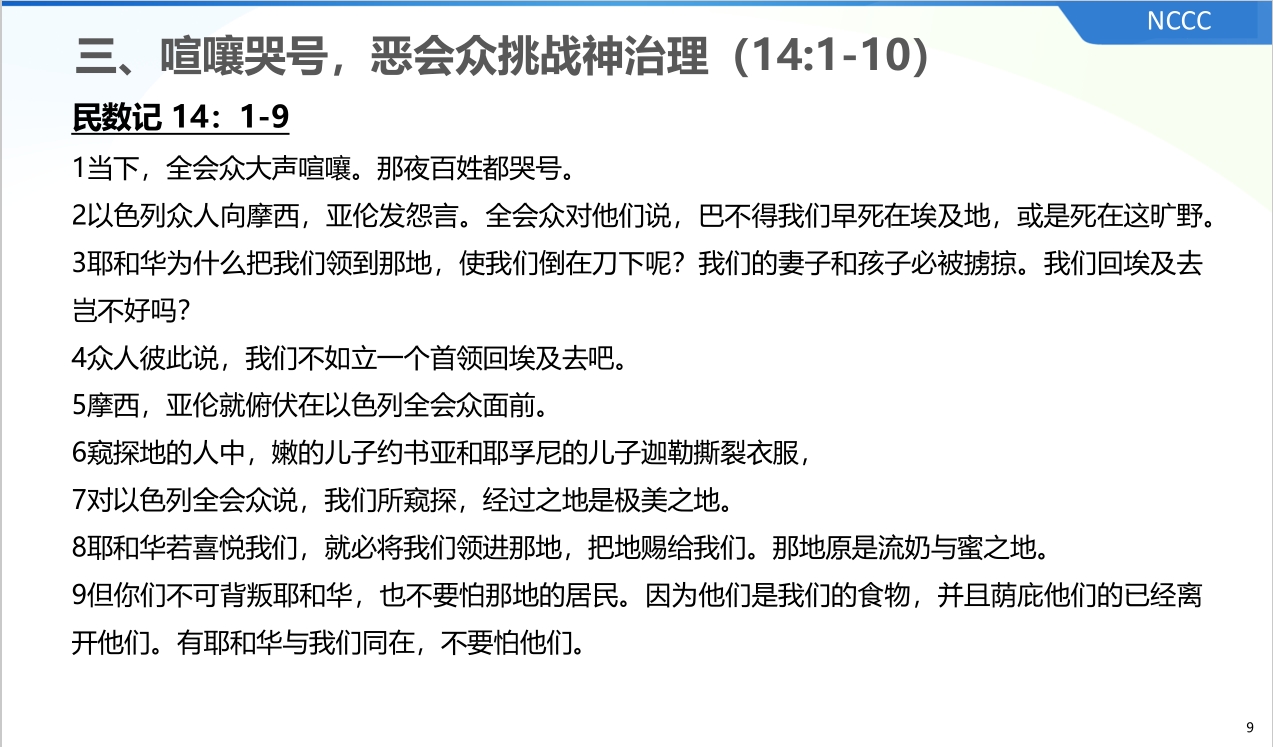 NCCC
三、喧嚷哭号，恶会众挑战神治理（14:1-10）
民数记 14：1-9
1当下，全会众大声喧嚷。那夜百姓都哭号。
2以色列众人向摩西，亚伦发怨言。全会众对他们说，巴不得我们早死在埃及地，或是死在这旷野。
3耶和华为什么把我们领到那地，使我们倒在刀下呢？我们的妻子和孩子必被掳掠。我们回埃及去
岂不好吗？
4众人彼此说，我们不如立一个首领回埃及去吧。
5摩西，亚伦就俯伏在以色列全会众面前。
6窥探地的人中，嫩的儿子约书亚和耶孚尼的儿子迦勒撕裂衣服，
7对以色列全会众说，我们所窥探，经过之地是极美之地。
8耶和华若喜悦我们，就必将我们领进那地，把地赐给我们。那地原是流奶与蜜之地。
9但你们不可背叛耶和华，也不要怕那地的居民。因为他们是我们的食物，并且荫庇他们的已经离
开他们。有耶和华与我们同在，不要怕他们。
9